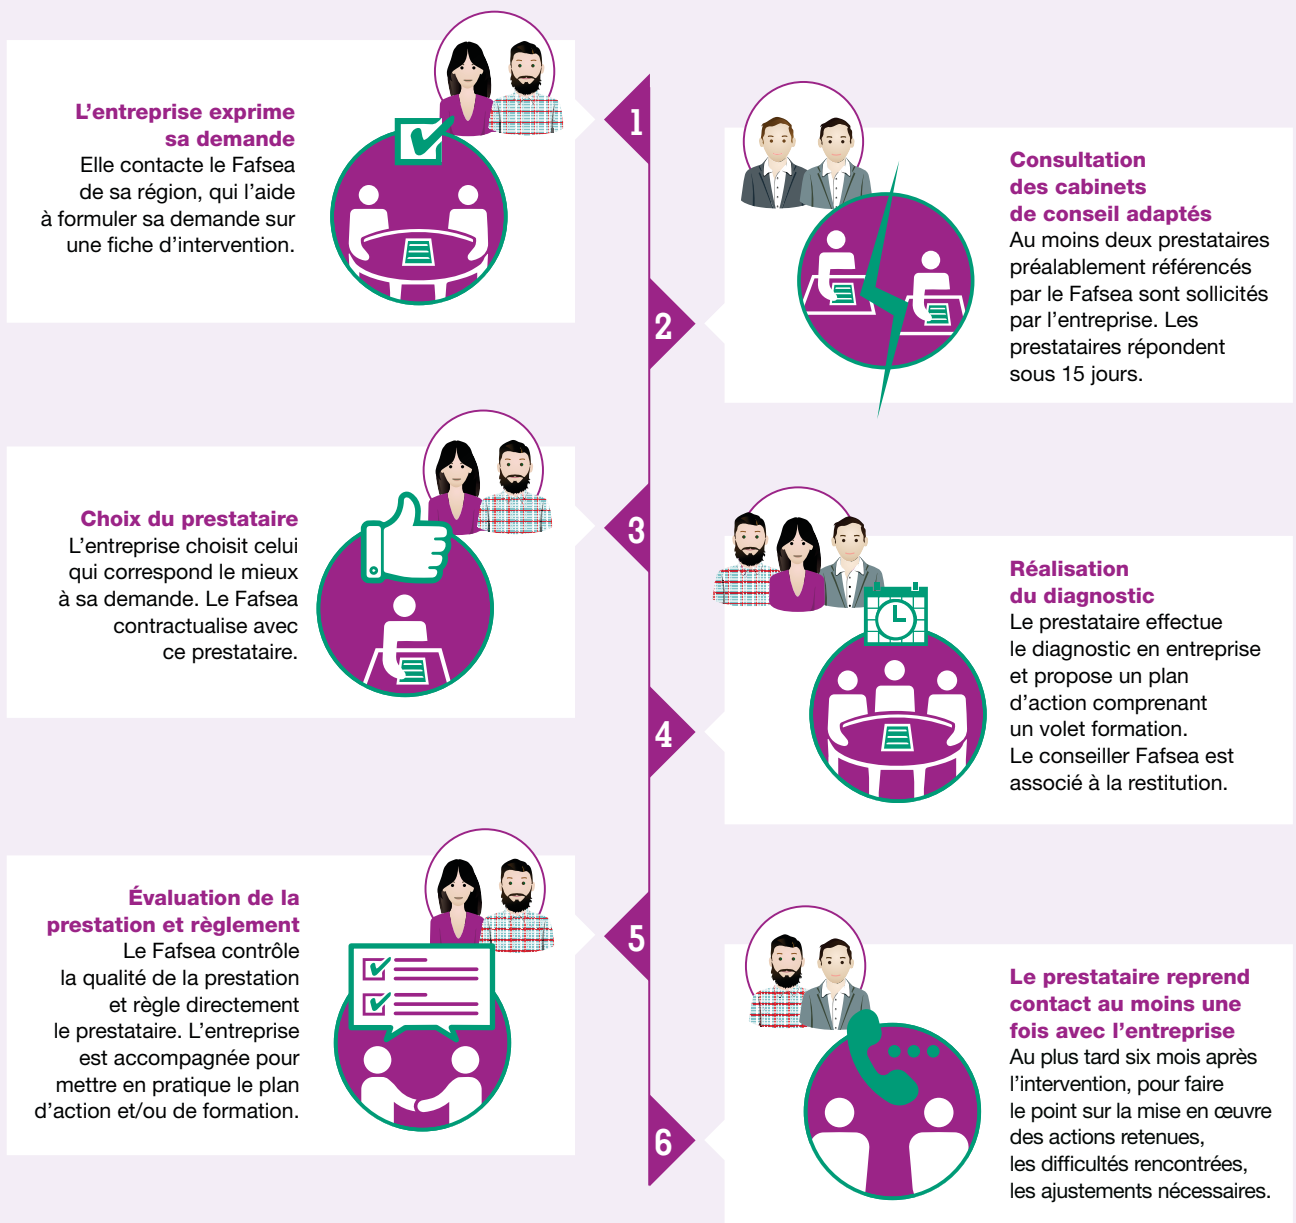 1
L’entreprise exprime
sa demande
Elle contacte le Fafsea
de sa région, qui l’aide
à formuler sa demande sur
une fiche d’intervention.
2
Consultation
des cabinets
de conseil adaptés
Au moins deux prestataires
préalablement référencés
par le Fafsea sont sollicités
par l’entreprise. Les
prestataires répondent
sous 15 jours.
3
Choix du prestataire
L’entreprise choisit celui
qui correspond le mieux
à sa demande. Le Fafsea
contractualise avec
ce prestataire.
4
Réalisation
du diagnostic
Le prestataire effectue
le diagnostic en entreprise
et propose un plan
d’action comprenant
un volet formation.
Le conseiller Fafsea est
associé à la restitution.
5
Évaluation de la
prestation et règlement
Le Fafsea contrôle
la qualité de la prestation
et règle directement
le prestataire. L’entreprise
est accompagnée pour
mettre en pratique le plan
d’action et/ou de formation.
6
Le prestataire reprend
contact au moins une
fois avec l’entreprise
Au plus tard six mois après
l’intervention, pour faire
le point sur la mise en œuvre
des actions retenues,
les difficultés rencontrées,
les ajustements nécessaires.